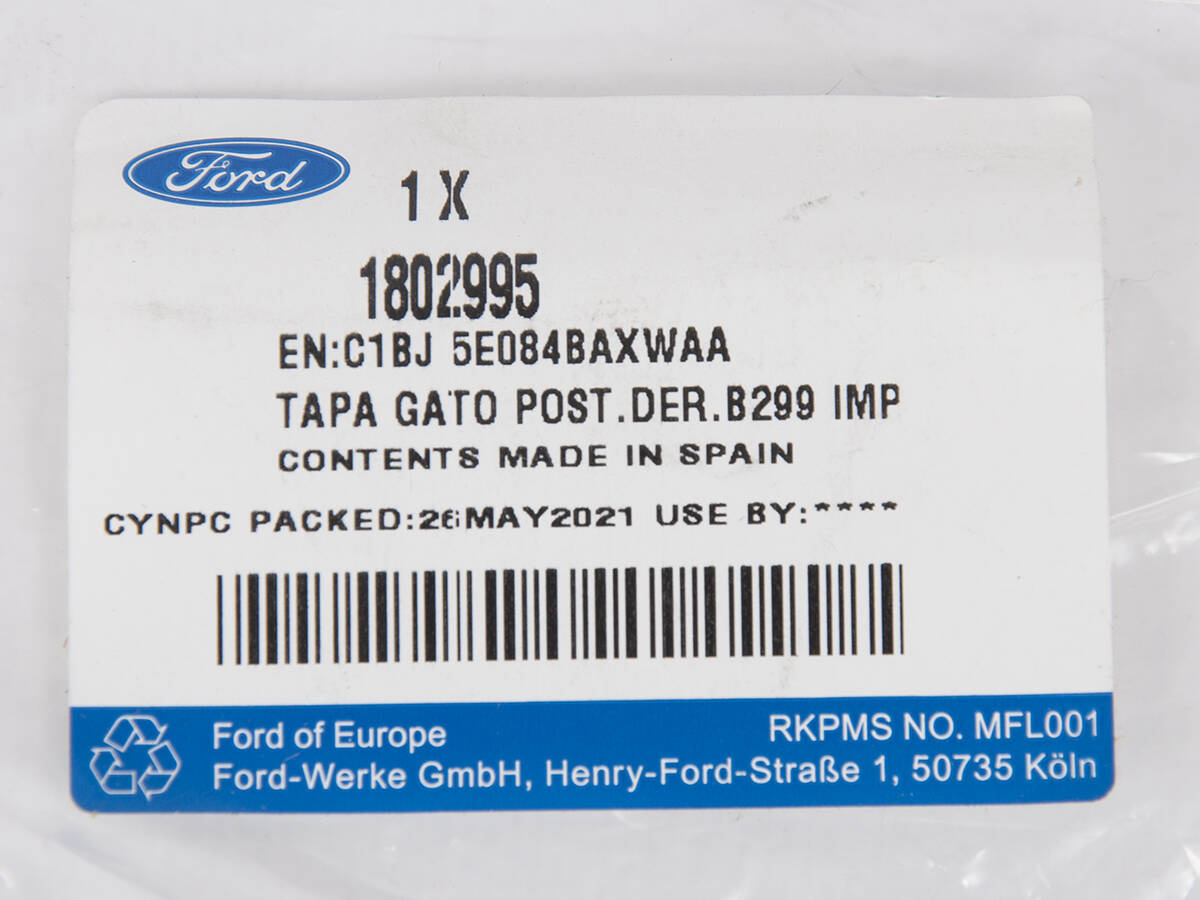 Ford
1 X
1802995
EN:C1BJ 5E084BAXWAA
TAPA GATO POST.DER.B299 IMP
CONTENTS MADE IN SPAIN
CYNPC PACKED:26MAY2021 USE BY:****
Ford of Europe
RKPMS NO. MFL001
Ford-Werke GmbH, Henry-Ford-Straße 1, 50735 Köln